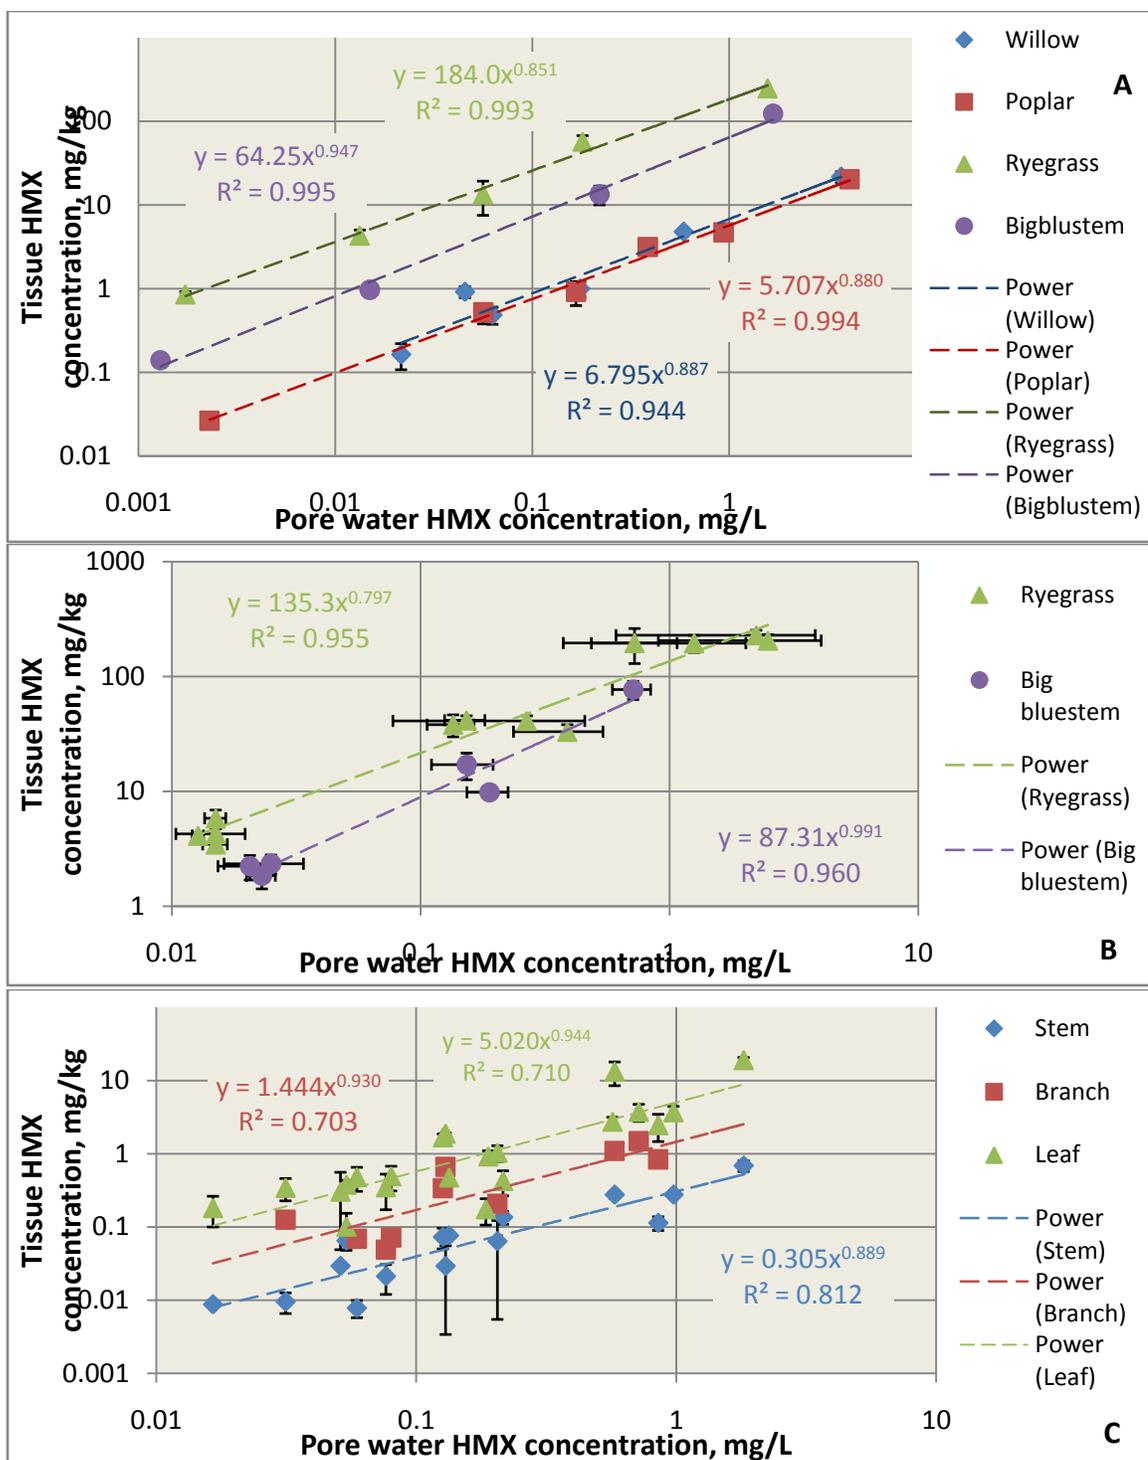 y = 184.0x^0.851
R² = 0.993
y = 64.25x^0.947
R² = 0.995
y = 5.707x^0.880
R² = 0.994
y = 6.795x^0.887
R² = 0.944
100
10
1
0.1
0.01
0.001 0.01 0.1 1
Tissue HMX
concentration, mg/kg
Pore water HMX concentration, mg/L
Willow
A
Poplar
Ryegrass
Bigblustem
Power
(Willow)
Power
(Poplar)
Power
(Ryegrass)
Power
(Bigblustem)
1000
100
10
1
0.01 0.1 1 10
Tissue HMX
concentration, mg/kg
Pore water HMX concentration, mg/L
y = 135.3x^0.797
R² = 0.955
y = 87.31x^0.991
R² = 0.960
Ryegrass
Big
bluestem
Power
(Ryegrass)
Power (Big
bluestem)
B
10
1
0.1
0.01
0.001
0.01 0.1 1 10
Tissue HMX
concentration, mg/kg
Pore water HMX concentration, mg/L
y = 5.020x^0.944
R² = 0.710
y = 1.444x^0.930
R² = 0.703
y = 0.305x^0.889
R² = 0.812
Stem
Branch
Leaf
Power
(Stem)
Power
(Branch)
Power
(Leaf)
C